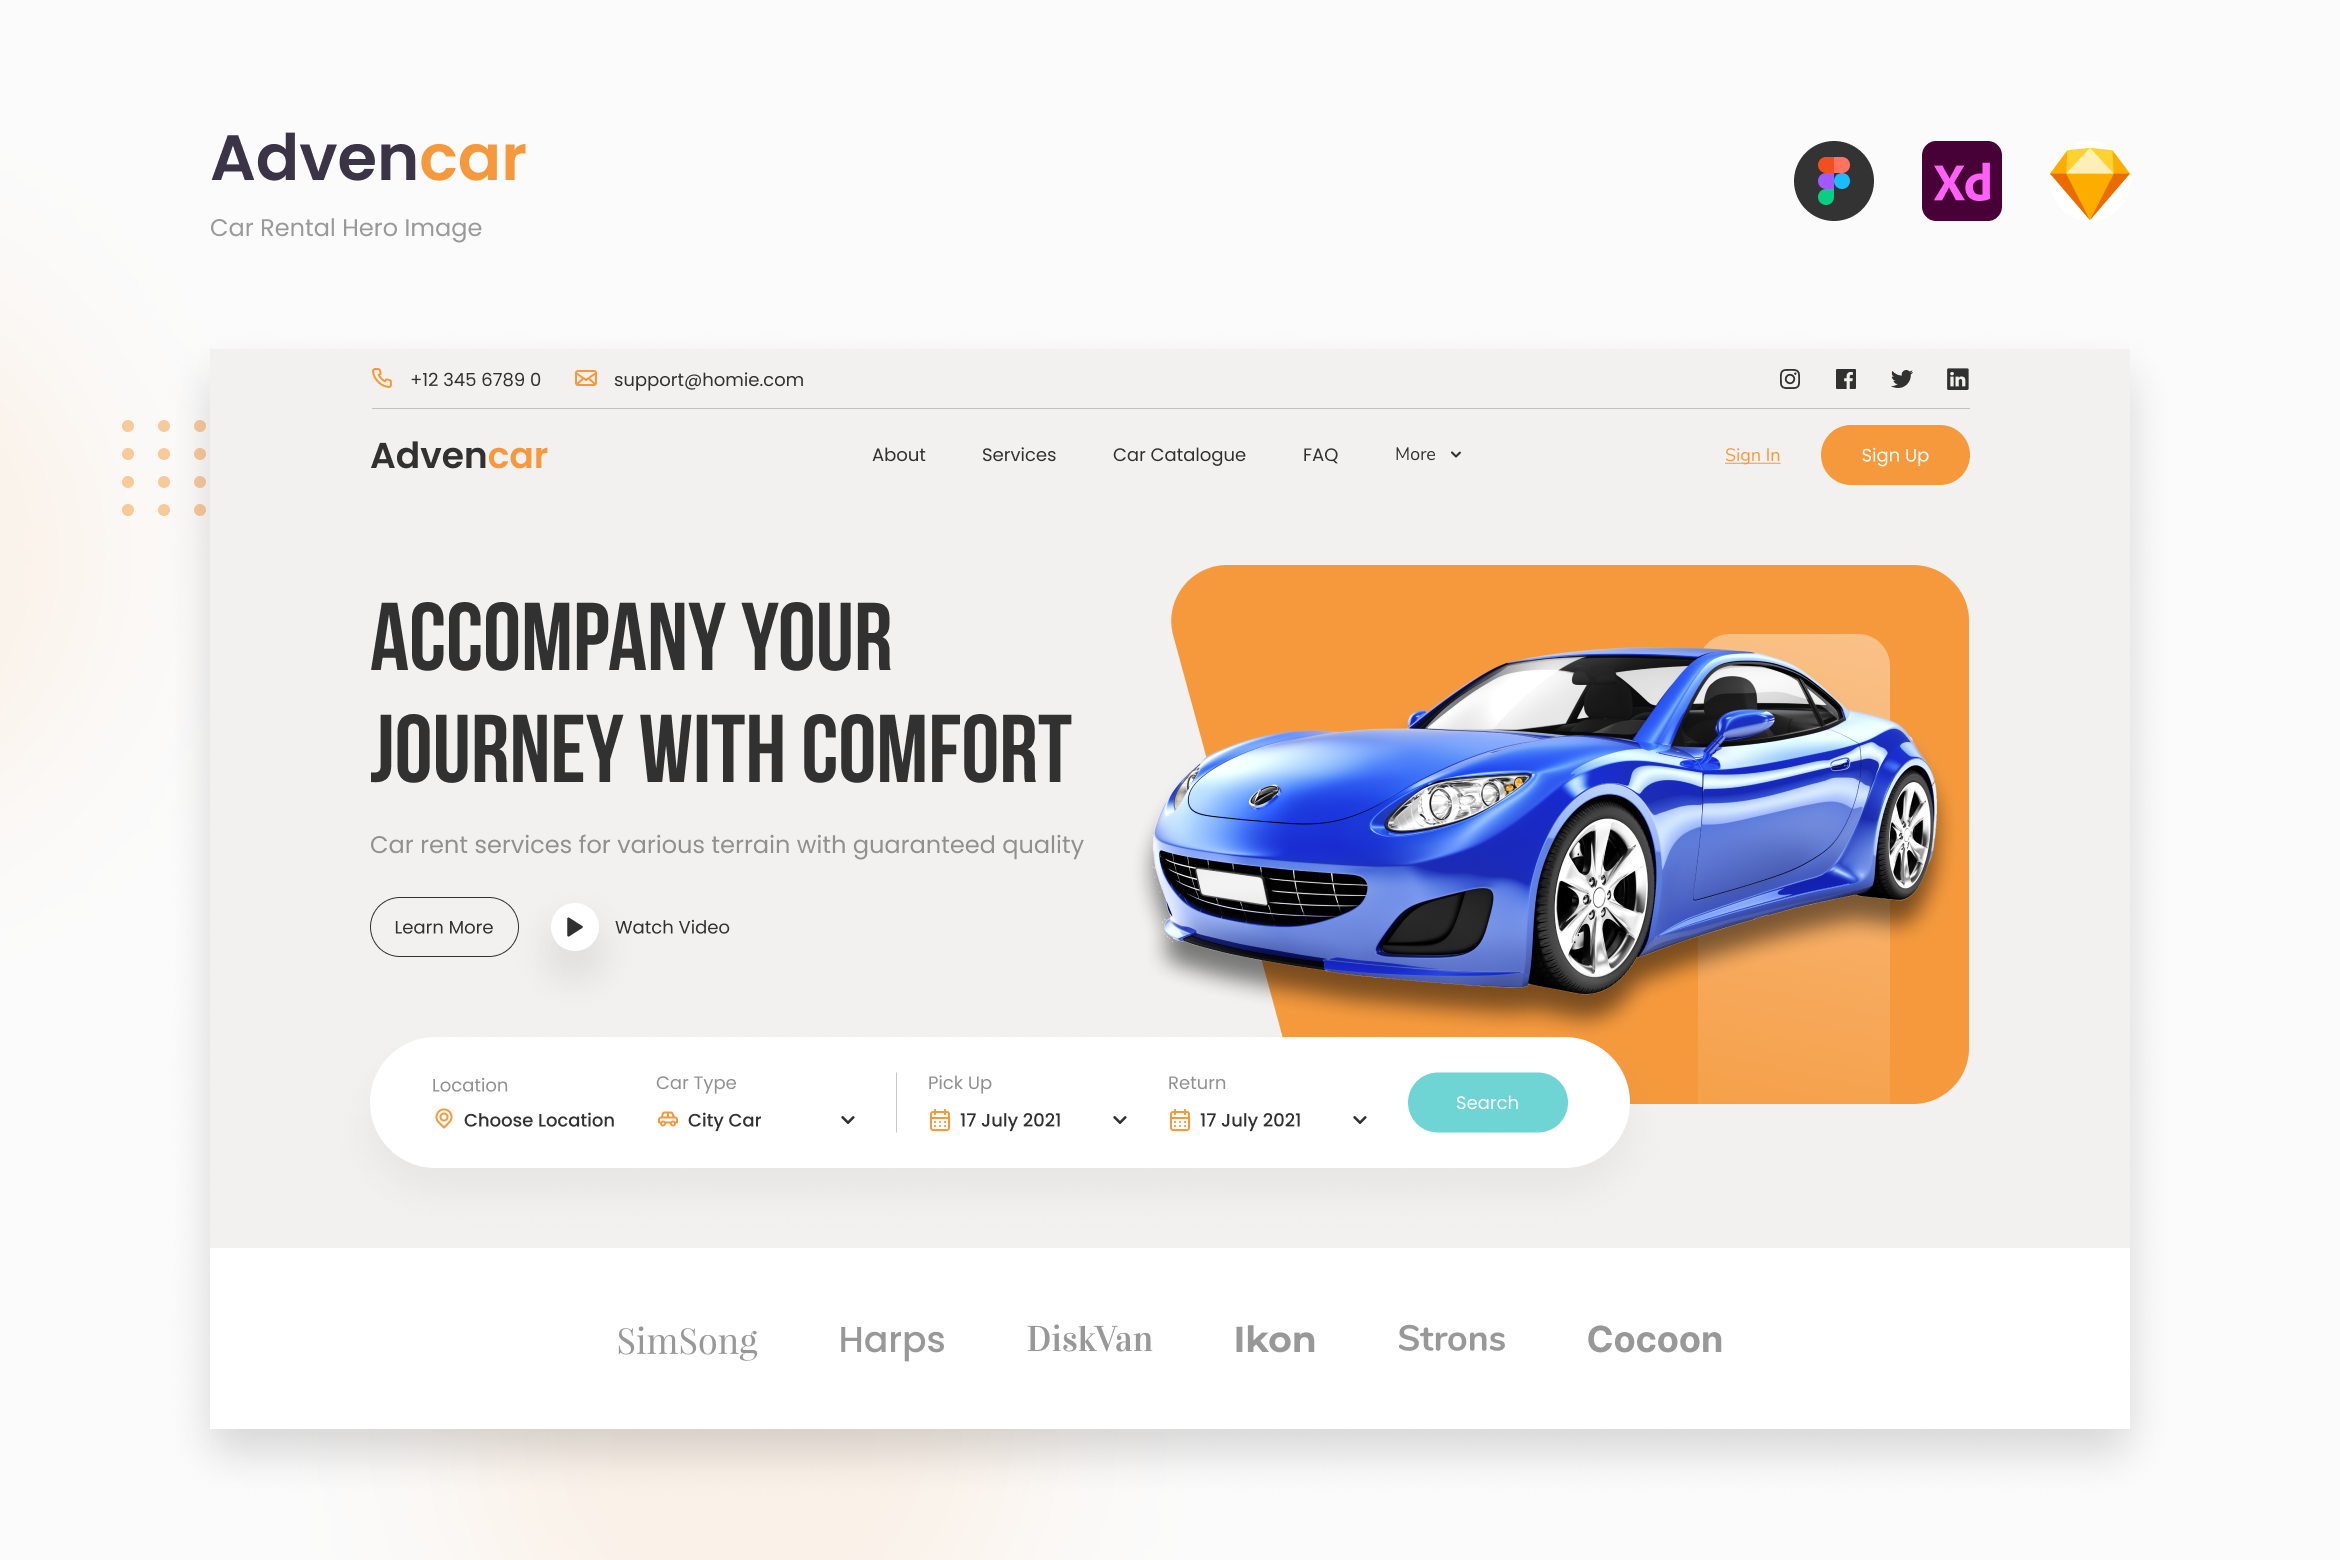 Advencar
Car Rental Hero Image
Xd
+12 345 6789 0 support@homie.com
Advencar About Services Car Catalogue FAQ More Sign In Sign Up
ACCOMPANY YOUR
JOURNEY WITH COMFORT
Car rent services for various terrain with guaranteed quality
Learn More Watch Video
Location Car Type Pick Up Return
Choose Location City Car 17 July 2021 17 July 2021 Search
SimSong Harps DiskVan Ikon Strons Cocoon